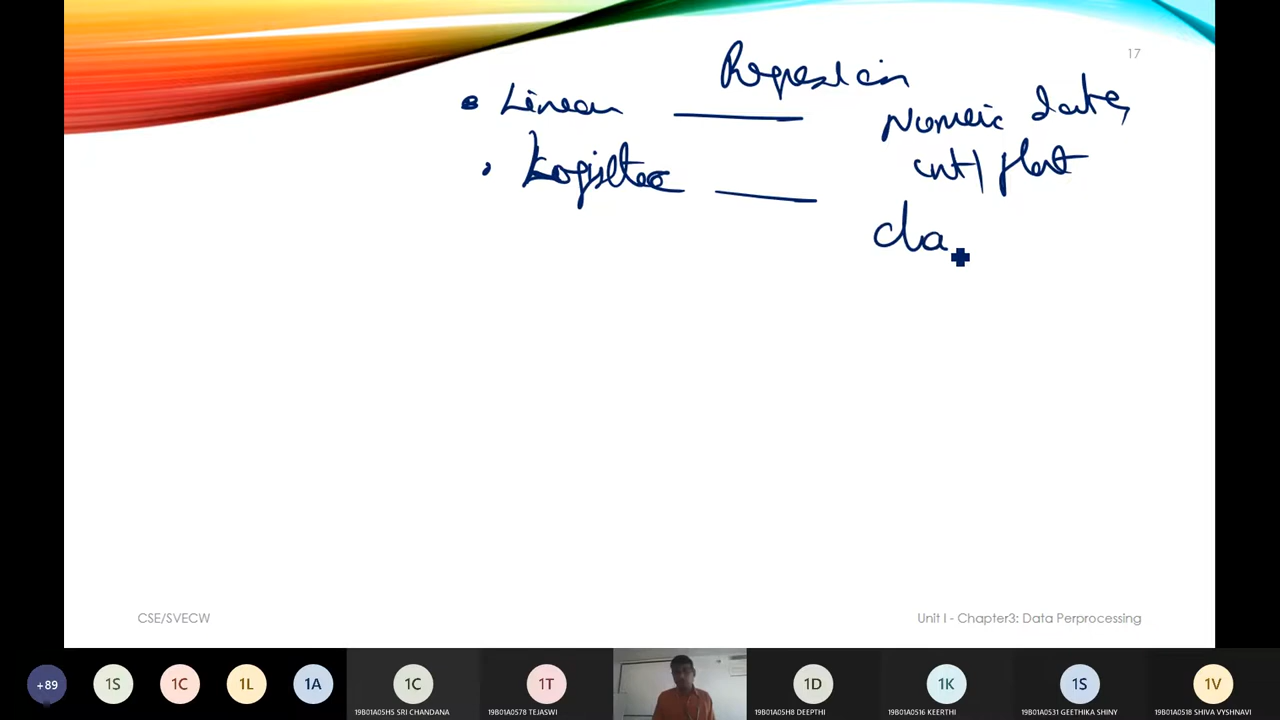 17
Regression
• Linear — Numeric data,
int/float
• Logistic —
cla
CSE/SVECW
Unit I - Chapter3: Data Perprocessing
+89
1S
1C
1L
1A
1C
1T
1D
1K
1S
1V
19B01A05H5 SRI CHANDANA
19B01A0578 TEJASWI
19B01A05H8 DEEPTHI
19B01A0516 KEERTHI
19B01A0531 GEETHIKA SHINY
19B01A0518 SHIVA VYSHNAVI